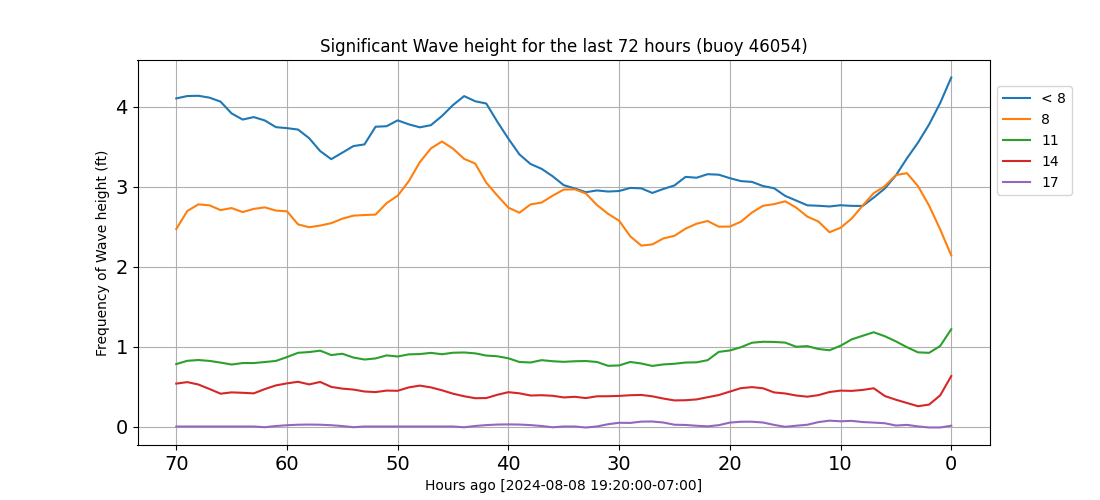 Significant Wave height for the last 72 hours (buoy 46054)
Frequency of Wave height (ft)
4
3
2
1
0
70 60 50 40 30 20 10 0
Hours ago [2024-08-08 19:20:00-07:00]
< 8
8
11
14
17